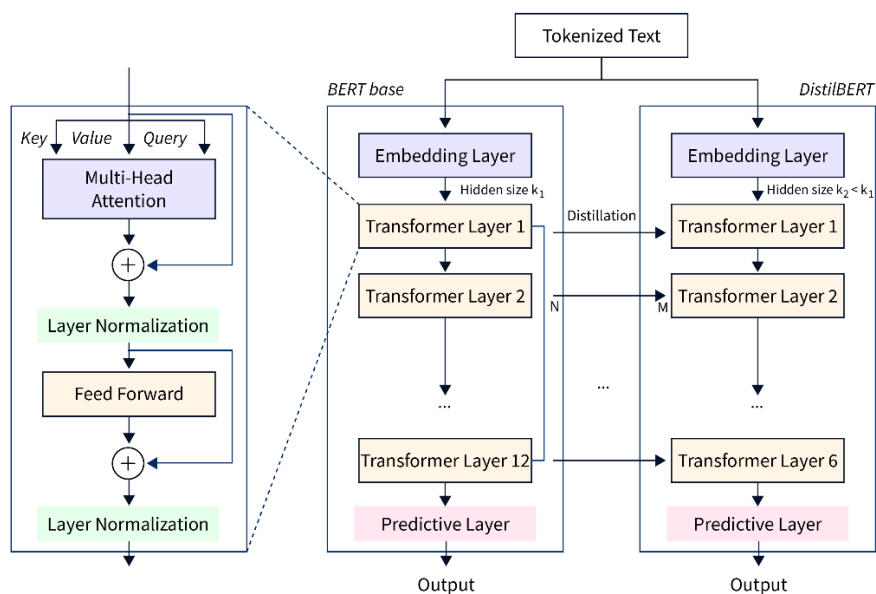 Tokenized Text
BERT base
DistilBERT
Key Value Query
Multi-Head
Attention
+
Layer Normalization
Feed Forward
+
Layer Normalization
Embedding Layer
Hidden size k₁
Transformer Layer 1
Transformer Layer 2
...
Transformer Layer 12
Predictive Layer
Output
Distillation
N
M
...
Embedding Layer
Hidden size k₂ < k₁
Transformer Layer 1
Transformer Layer 2
...
Transformer Layer 6
Predictive Layer
Output